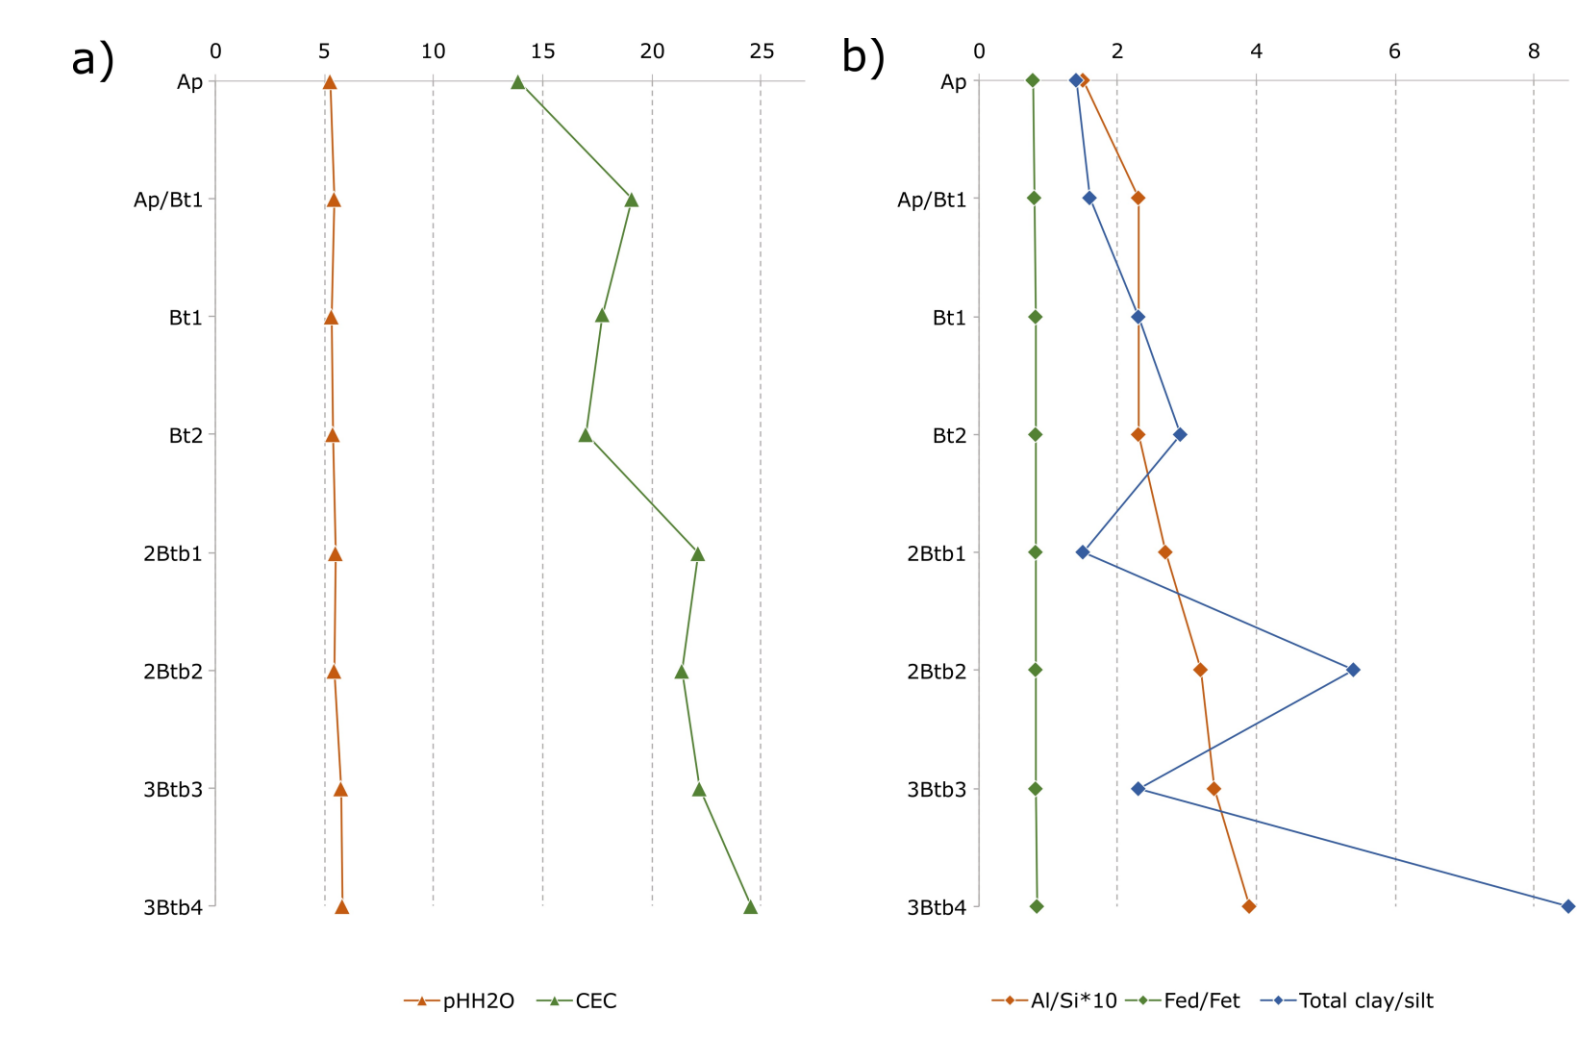 a)
0 5 10 15 20 25
Ap
Ap/Bt1
Bt1
Bt2
2Btb1
2Btb2
3Btb3
3Btb4
pHH2O CEC
b)
0 2 4 6 8
Ap
Ap/Bt1
Bt1
Bt2
2Btb1
2Btb2
3Btb3
3Btb4
Al/Si*10 Fed/Fet Total clay/silt